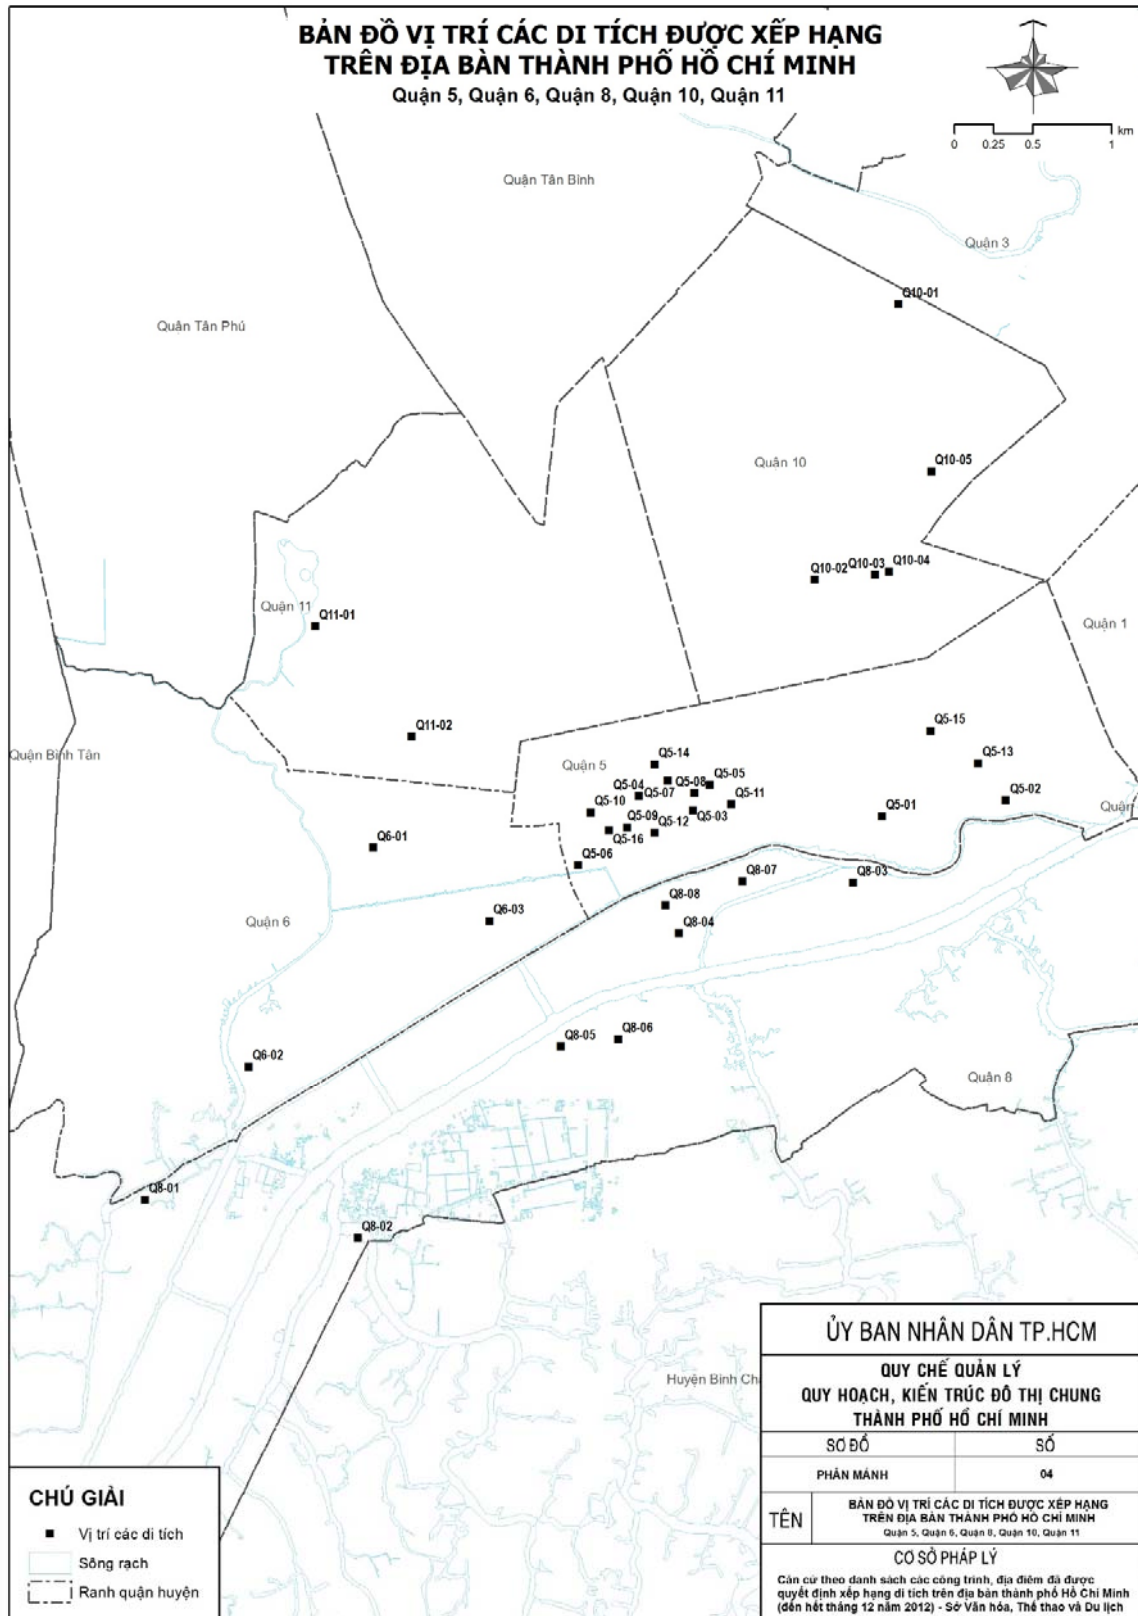 BẢN ĐỒ VỊ TRÍ CÁC DI TÍCH ĐƯỢC XẾP HẠNG
TRÊN ĐỊA BÀN THÀNH PHỐ HỒ CHÍ MINH
Quận 5, Quận 6, Quận 8, Quận 10, Quận 11
km
0 0.25 0.5 1
Quận Tân Bình
Quận 3
Q10-01
Quận Tân Phú
Quận 10
Q10-05
Q10-02
Q10-03
Q10-04
Quận 11
Q11-01
Quận 1
Q11-02
Q5-15
Quận Bình Tân
Quận 5
Q5-14
Q5-13
Q5-04
Q5-07
Q5-08
Q5-05
Q5-10
Q5-11
Q5-02
Quận
Q5-09
Q5-12
Q5-03
Q5-01
Q5-16
Q6-01
Q5-06
Q8-07
Q8-03
Q8-08
Quận 6
Q6-03
Q8-04
Q8-05
Q8-06
Q6-02
Quận 8
Q8-01
Q8-02
Huyện Bình Ch
ỦY BAN NHÂN DÂN TP.HCM
QUY CHẾ QUẢN LÝ
QUY HOẠCH, KIẾN TRÚC ĐÔ THỊ CHUNG
THÀNH PHỐ HỒ CHÍ MINH
SƠ ĐỒ SỐ
PHÂN MẢNH 04
TÊN
BẢN ĐỒ VỊ TRÍ CÁC DI TÍCH ĐƯỢC XẾP HẠNG
TRÊN ĐỊA BÀN THÀNH PHỐ HỒ CHÍ MINH
Quận 5, Quận 6, Quận 8, Quận 10, Quận 11
CƠ SỞ PHÁP LÝ
Căn cứ theo danh sách các công trình, địa điểm đã được
quyết định xếp hạng di tích trên địa bàn thành phố Hồ Chí Minh
(đến hết tháng 12 năm 2012) - Sở Văn hóa, Thể thao và Du lịch
CHÚ GIẢI
Vị trí các di tích
Sông rạch
Ranh quận huyện